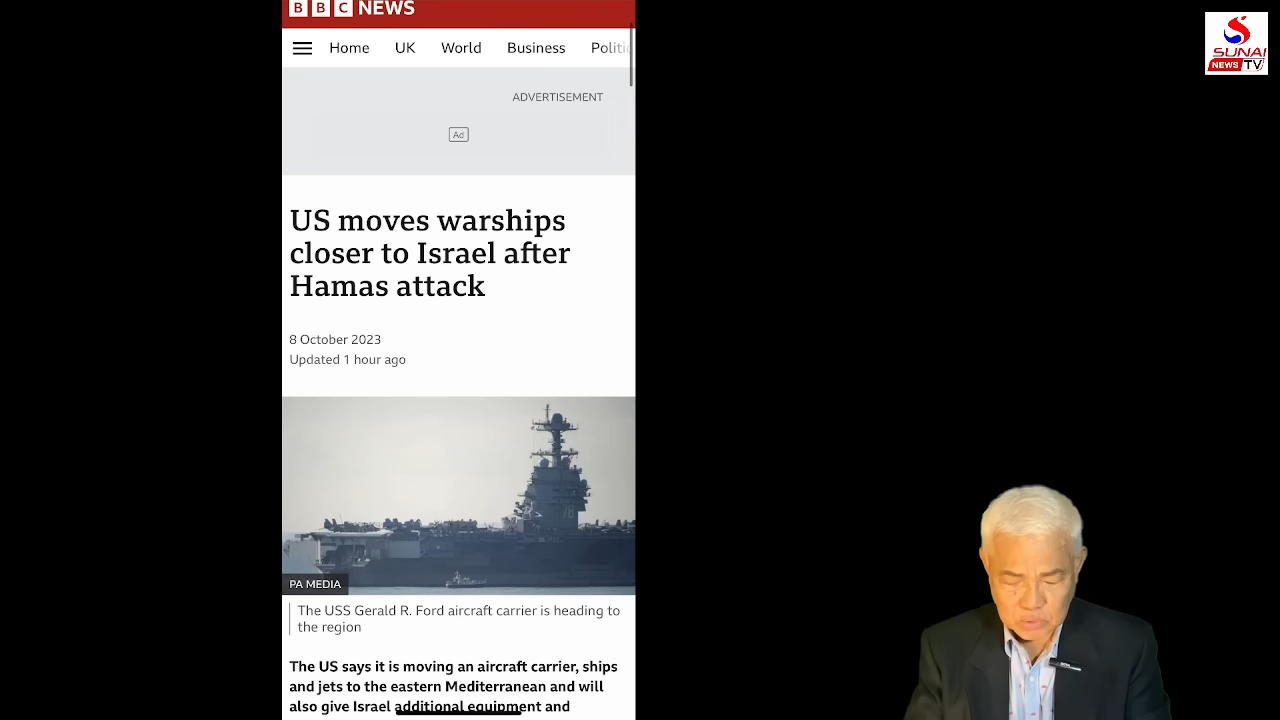 BBC NEWS
Home UK World Business Politi
ADVERTISEMENT
Ad
US moves warships
closer to Israel after
Hamas attack
8 October 2023
Updated 1 hour ago
78
PA MEDIA
The USS Gerald R. Ford aircraft carrier is heading to
the region
The US says it is moving an aircraft carrier, ships
and jets to the eastern Mediterranean and will
also give Israel additional equipment and
SUNAI
NEWS TV